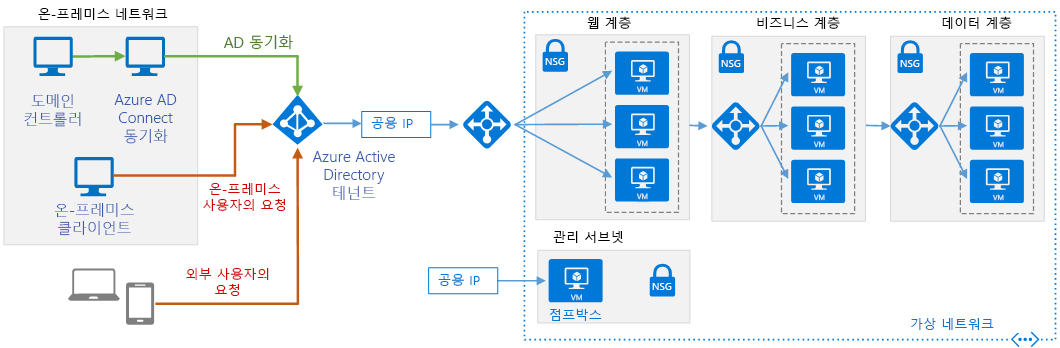 온-프레미스 네트워크
도메인
컨트롤러
Azure AD
Connect
동기화
온-프레미스
클라이언트
AD 동기화
온-프레미스
사용자의 요청
외부 사용자의
요청
Azure Active
Directory
테넌트
공용 IP
웹 계층
NSG
VM
VM
VM
비즈니스 계층
NSG
VM
VM
VM
데이터 계층
NSG
VM
VM
VM
관리 서브넷
공용 IP
VM
점프박스
NSG
가상 네트워크